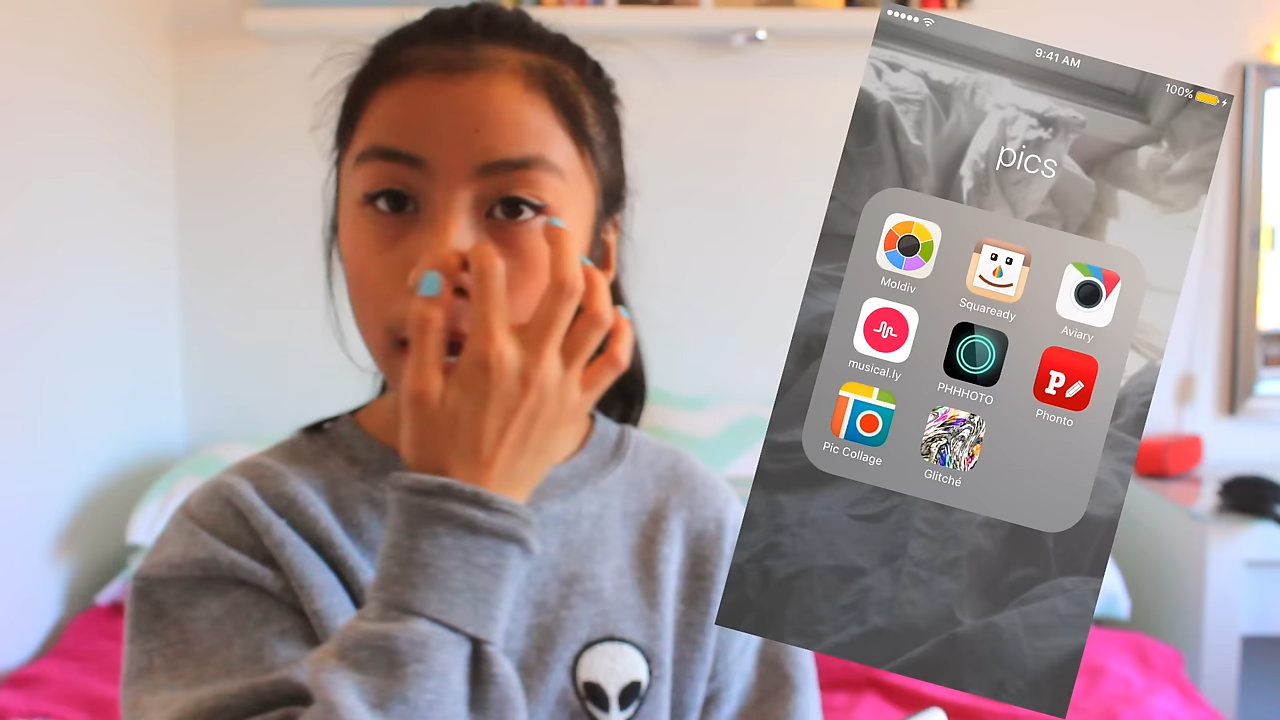 9:41 AM
100%
pics
Moldiv
Squaready
Aviary
musical.ly
PHHHOTO
P
Phonto
Pic Collage
Glitché